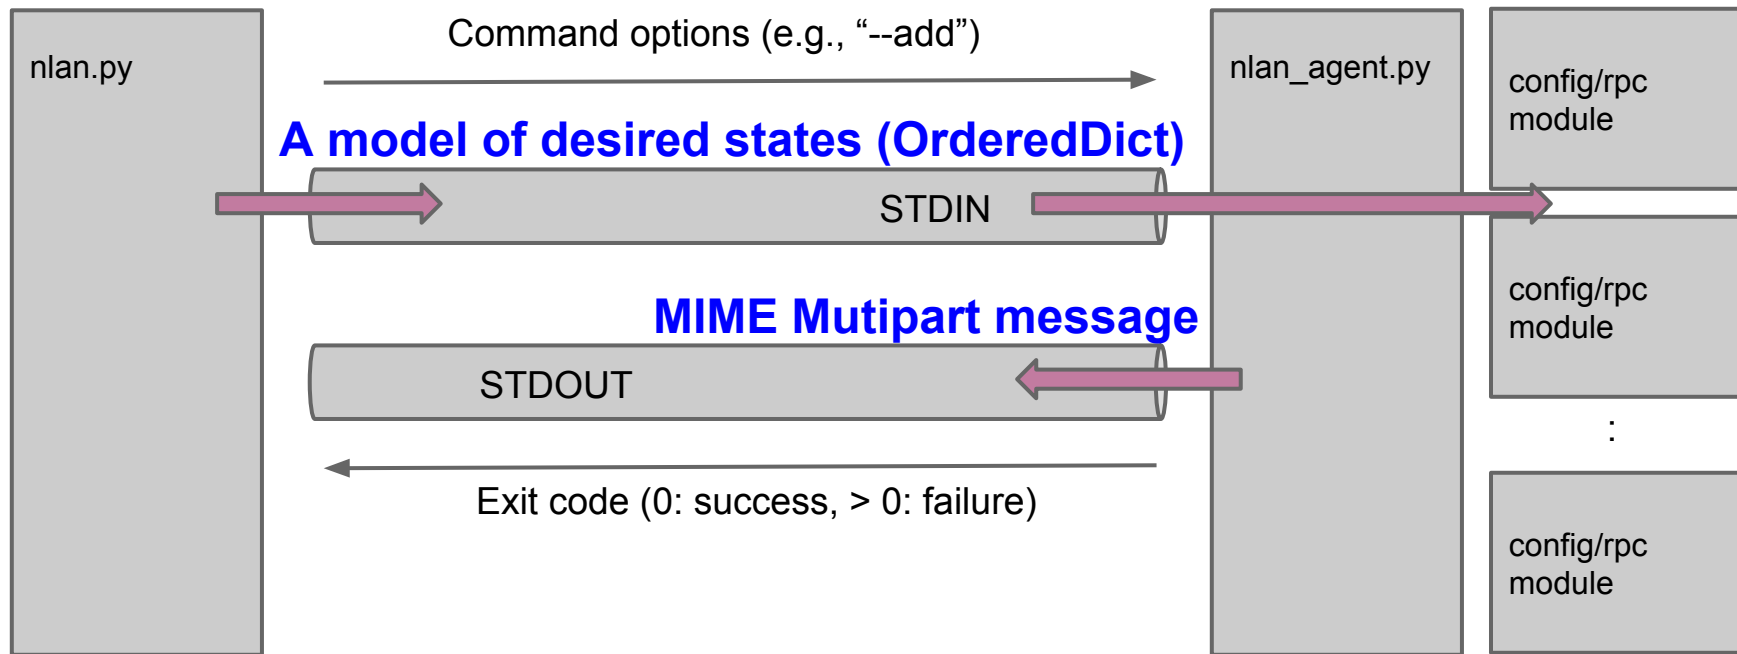 nlan.py
Command options (e.g., “--add”)
nlan_agent.py
config/rpc
module
A model of desired states (OrderedDict)
STDIN
config/rpc
module
MIME Mutipart message
STDOUT
:
Exit code (0: success, > 0: failure)
config/rpc
module